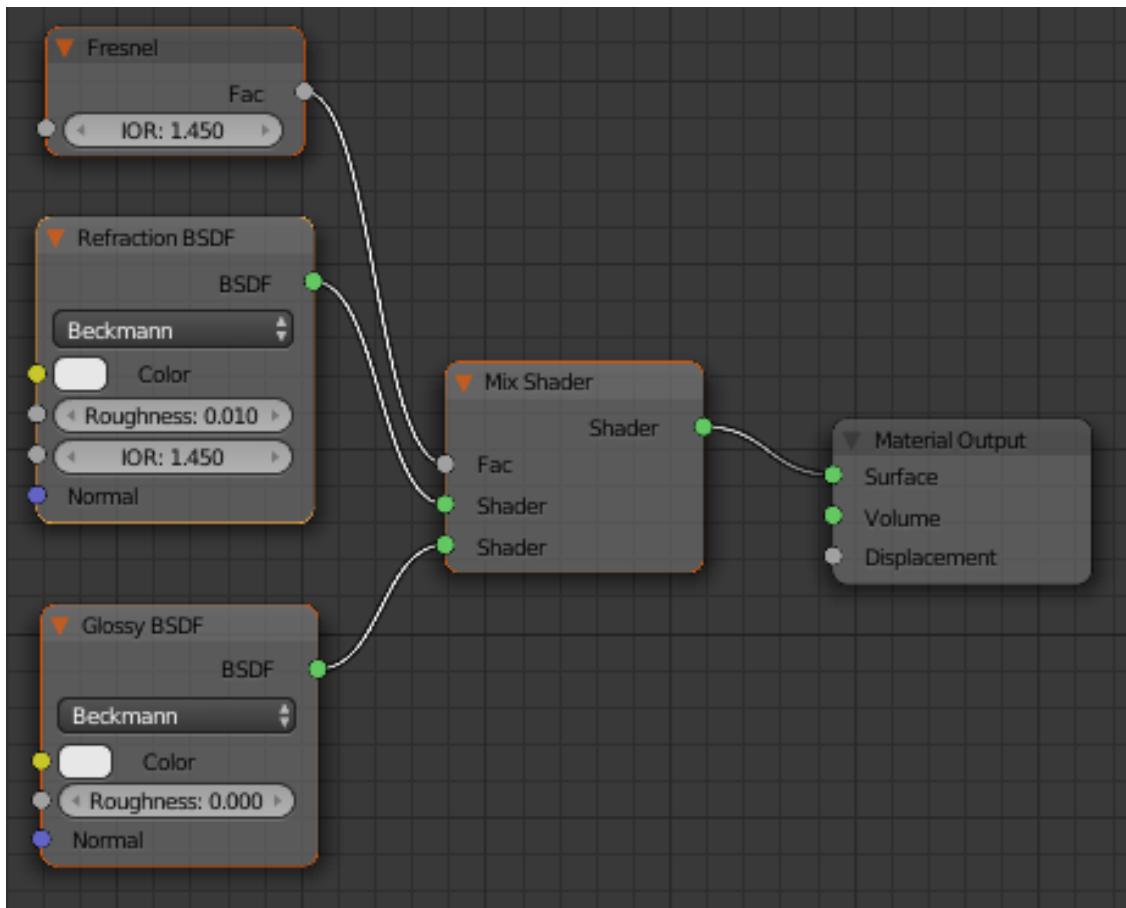 Fresnel
Fac
IOR: 1.450
Refraction BSDF
BSDF
Beckmann
Color
Roughness: 0.010
IOR: 1.450
Normal
Glossy BSDF
BSDF
Beckmann
Color
Roughness: 0.000
Normal
Mix Shader
Shader
Fac
Shader
Shader
Material Output
Surface
Volume
Displacement